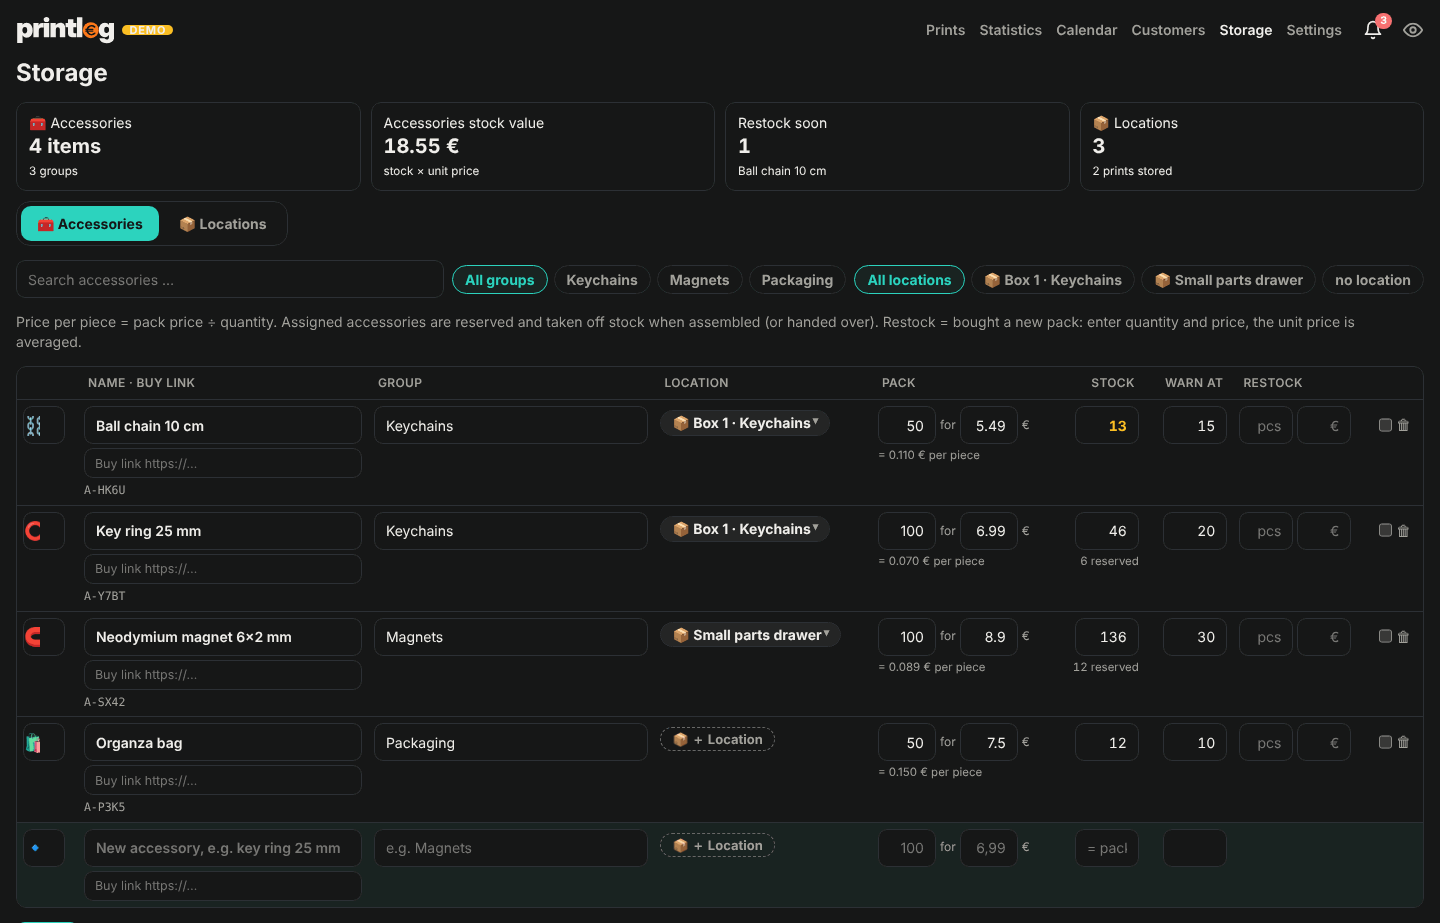 printlog DEMO
Prints Statistics Calendar Customers Storage Settings 3
Storage
Accessories
4 items
3 groups
Accessories stock value
18.55 €
stock × unit price
Restock soon
1
Ball chain 10 cm
Locations
3
2 prints stored
Accessories Locations
Search accessories ... All groups Keychains Magnets Packaging All locations Box 1 · Keychains Small parts drawer no location
Price per piece = pack price ÷ quantity. Assigned accessories are reserved and taken off stock when assembled (or handed over). Restock = bought a new pack: enter quantity and price, the unit price is
averaged.
NAME · BUY LINK GROUP LOCATION PACK STOCK WARN AT RESTOCK
Ball chain 10 cm Keychains Box 1 · Keychains 50 for 5.49 € 13 15 pcs €
Buy link https://... = 0.110 € per piece
A-HK6U
Key ring 25 mm Keychains Box 1 · Keychains 100 for 6.99 € 46 20 pcs €
Buy link https://... = 0.070 € per piece 6 reserved
A-Y7BT
Neodymium magnet 6×2 mm Magnets Small parts drawer 100 for 8.9 € 136 30 pcs €
Buy link https://... = 0.089 € per piece 12 reserved
A-SX42
Organza bag Packaging + Location 50 for 7.5 € 12 10 pcs €
Buy link https://... = 0.150 € per piece
A-P3K5
New accessory, e.g. key ring 25 mm e.g. Magnets + Location 100 for 6,99 € = pacl
Buy link https://...